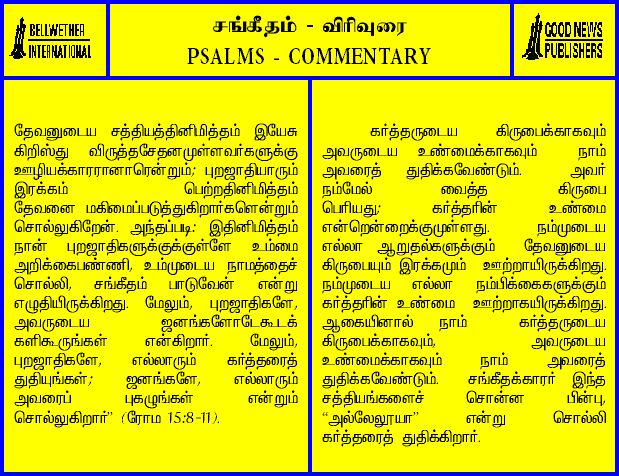 BELLWETHER
INTERNATIONAL
சங்கீதம் - விரிவுரை
PSALMS - COMMENTARY
GOOD NEWS
PUBLISHERS
தேவனுடைய சத்தியத்தினிமித்தம் இயேசு
கிறிஸ்து விருத்தசேதனமுள்ளவர்களுக்கு
ஊழியக்காரரானாரென்றும்; புறஜாதியாரும்
இரக்கம் பெற்றதினிமித்தம்
தேவனை மகிமைப்படுத்துகிறார்களென்றும்
சொல்லுகிறேன். அந்தப்படி: இதினிமித்தம்
நான் புறஜாதிகளுக்குக்குள்ளே உம்மை
அறிக்கைபண்ணி, உம்முடைய நாமத்தைச்
சொல்லி, சங்கீதம் பாடுவேன் என்று
எழுதியிருக்கிறது. மேலும், புறஜாதிகளே,
அவருடைய ஜனங்களோடேகூடக்
களிகூருங்கள் என்கிறார். மேலும்,
புறஜாதிகளே, எல்லாரும் கர்த்தரைத்
துதியுங்கள்; ஜனங்களே, எல்லாரும்
அவரைப் புகழுங்கள் என்றும்
சொல்லுகிறார்” (ரோம 15:8-11).
கர்த்தருடைய கிருபைக்காகவும்
அவருடைய உண்மைக்காகவும் நாம்
அவரைத் துதிக்கவேண்டும். அவர்
நம்மேல் வைத்த கிருபை
பெரியது; கர்த்தரின் உண்மை
என்றென்றைக்குமுள்ளது. நம்முடைய
எல்லா ஆறுதல்களுக்கும் தேவனுடைய
கிருபையும் இரக்கமும் ஊற்றாயிருக்கிறது.
நம்முடைய எல்லா நம்பிக்கைகளுக்கும்
கர்த்தரின் உண்மை ஊற்றாகயிருக்கிறது.
ஆகையினால் நாம் கர்த்தருடைய
கிருபைக்காகவும், அவருடைய
உண்மைக்காகவும் நாம் அவரைத்
துதிக்கவேண்டும். சங்கீதக்காரர் இந்த
சத்தியங்களைச் சொன்ன பின்பு,
“அல்லேலூயா” என்று சொல்லி
கர்த்தரைத் துதிக்கிறார்.